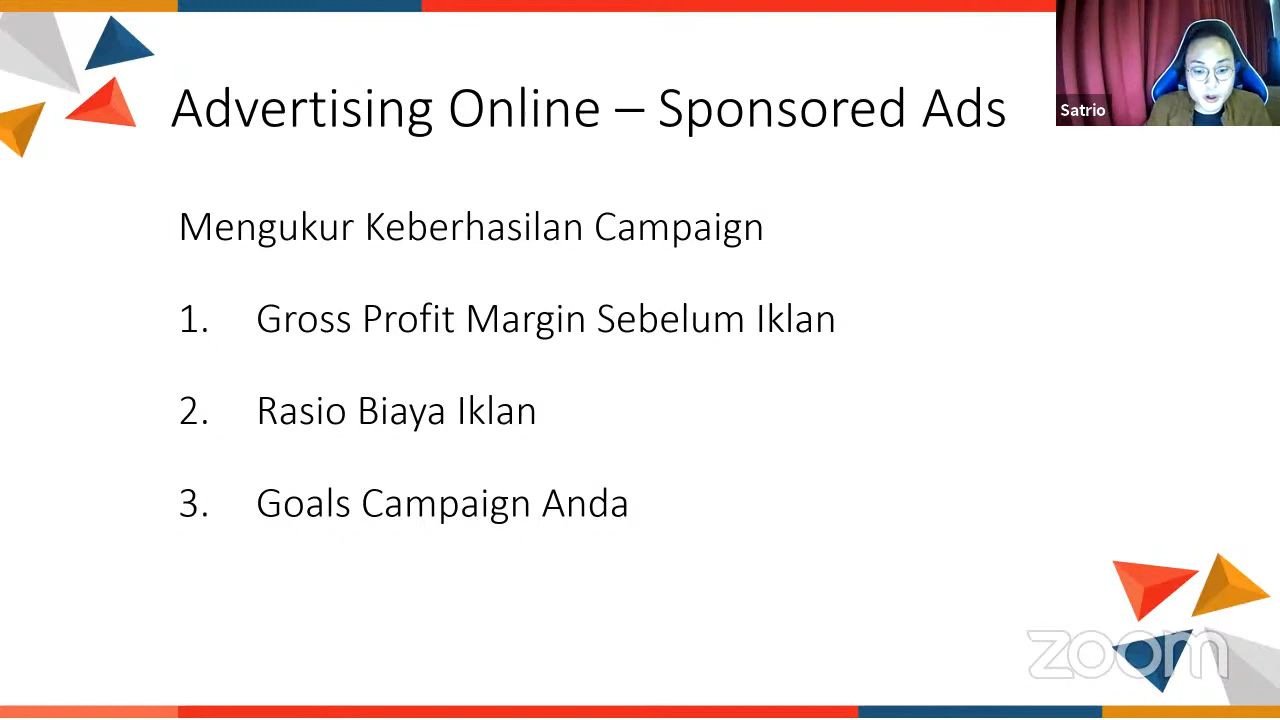 Advertising Online – Sponsored Ads
Satrio
Mengukur Keberhasilan Campaign
1. Gross Profit Margin Sebelum Iklan
2. Rasio Biaya Iklan
3. Goals Campaign Anda
zoom